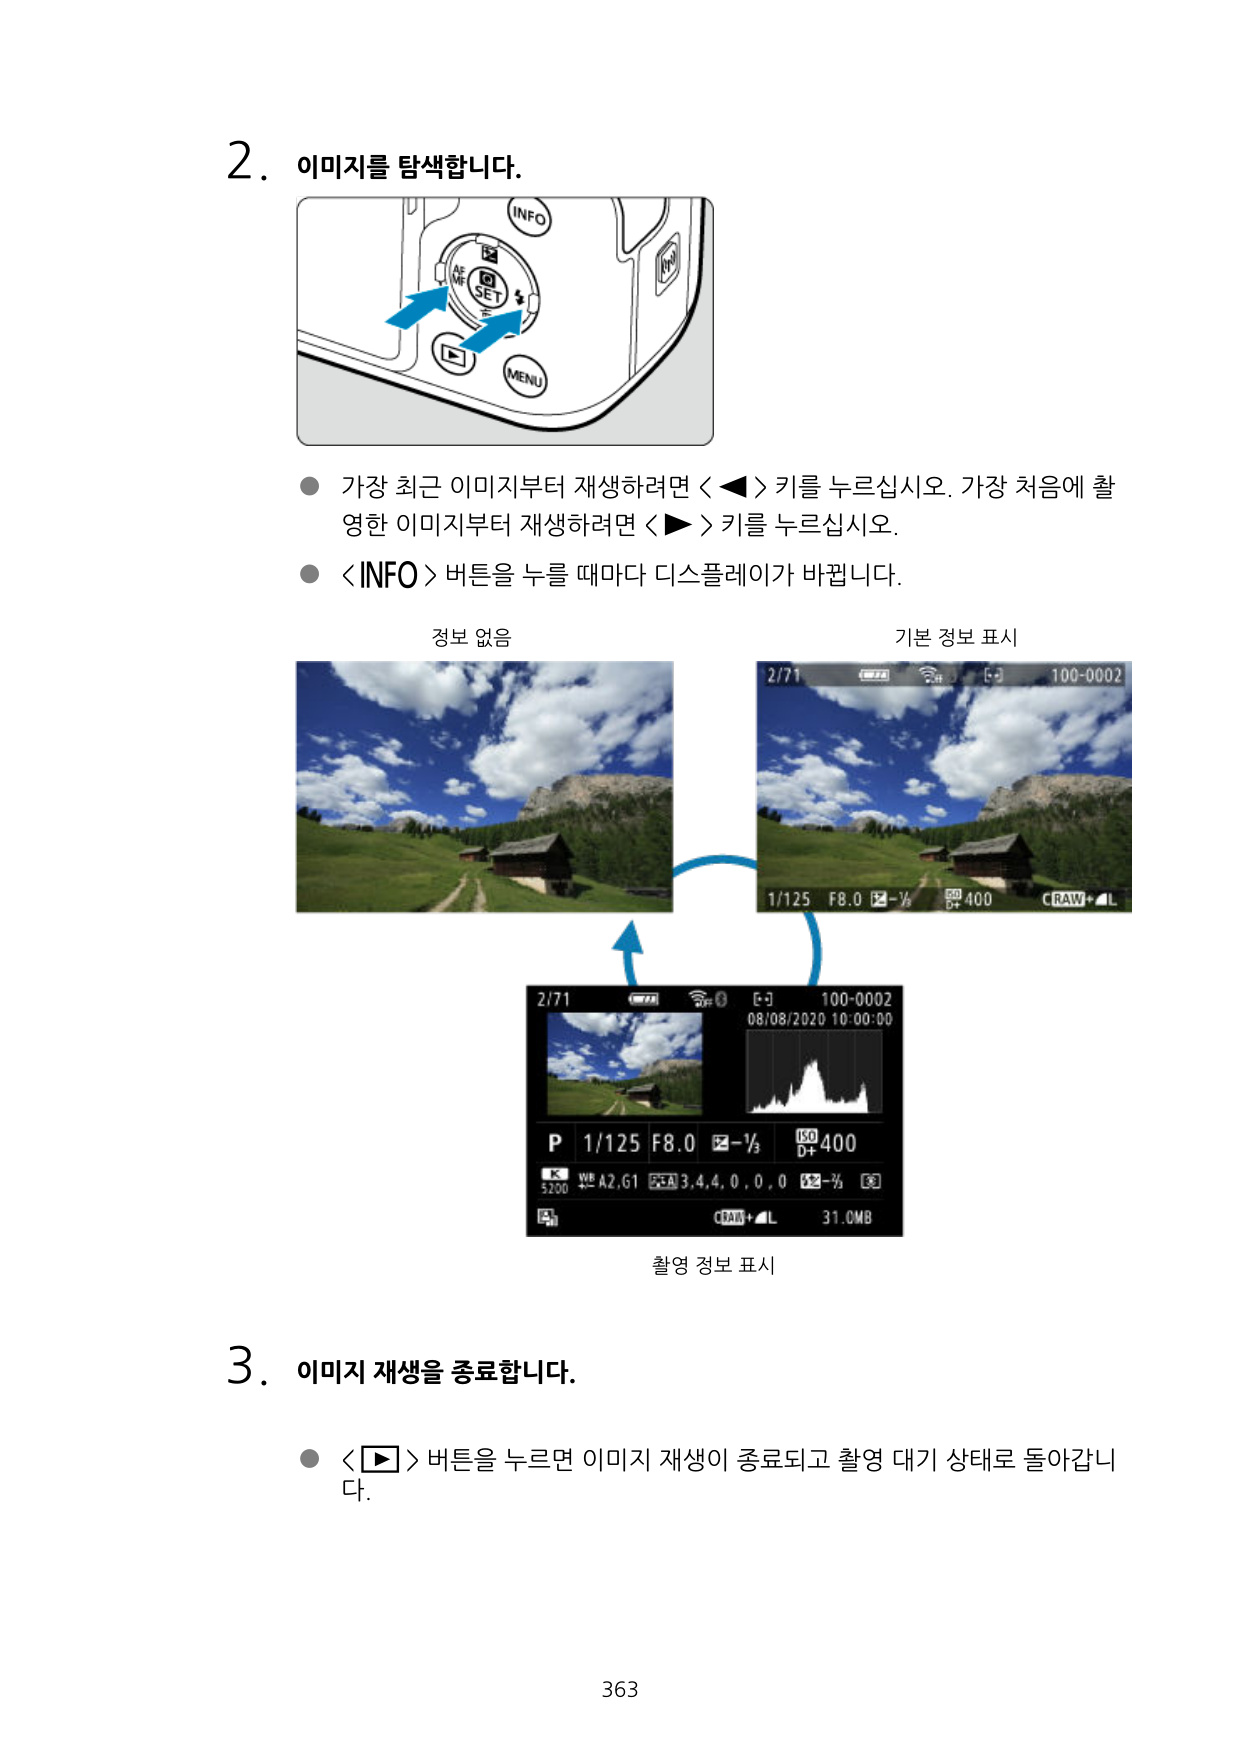 2. 이미지를 탐색합니다.
INFO
AF
MF
SET
MENU
● 가장 최근 이미지부터 재생하려면 < ◀ > 키를 누르십시오. 가장 처음에 촬
영한 이미지부터 재생하려면 < ▶ > 키를 누르십시오.
● < INFO > 버튼을 누를 때마다 디스플레이가 바뀝니다.
정보 없음
기본 정보 표시
2/71 OFF 100-0002
1/125 F8.0 -1/3 ISO D+ 400 CRAW+L
2/71 OFF 100-0002
08/08/2020 10:00:00
P 1/125 F8.0 -1/3 ISO D+ 400
K 5200 WB +/- A2,G1 A 3,4,4,0,0,0 -2/3
CRAW+L 31.0MB
촬영 정보 표시
3. 이미지 재생을 종료합니다.
● < ▶ > 버튼을 누르면 이미지 재생이 종료되고 촬영 대기 상태로 돌아갑니
다.
363